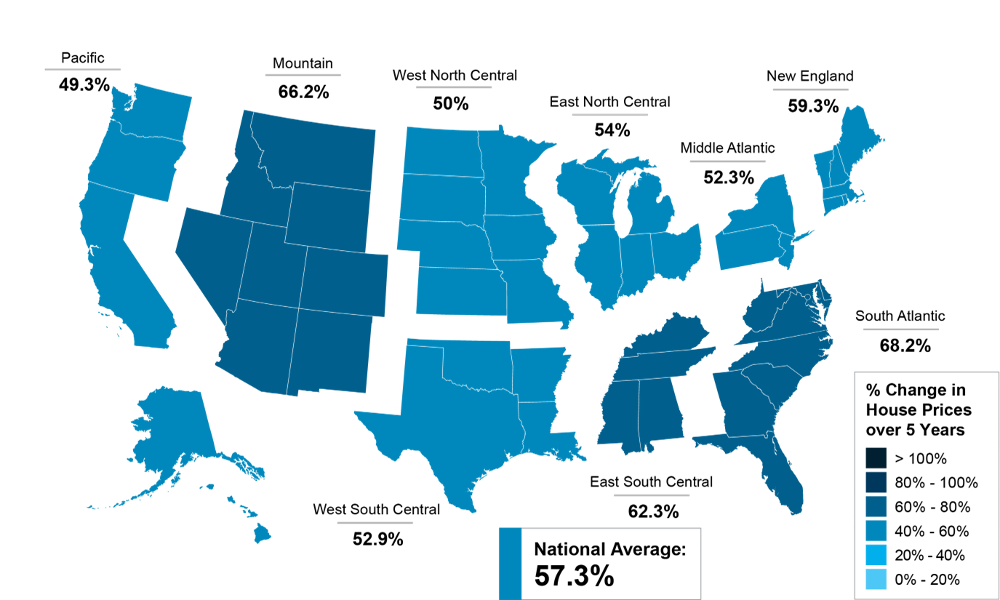 Pacific
49.3%
Mountain
66.2%
West North Central
50%
East North Central
54%
New England
59.3%
Middle Atlantic
52.3%
South Atlantic
68.2%
East South Central
62.3%
West South Central
52.9%
National Average:
57.3%
% Change in
House Prices
over 5 Years
> 100%
80% - 100%
60% - 80%
40% - 60%
20% - 40%
0% - 20%